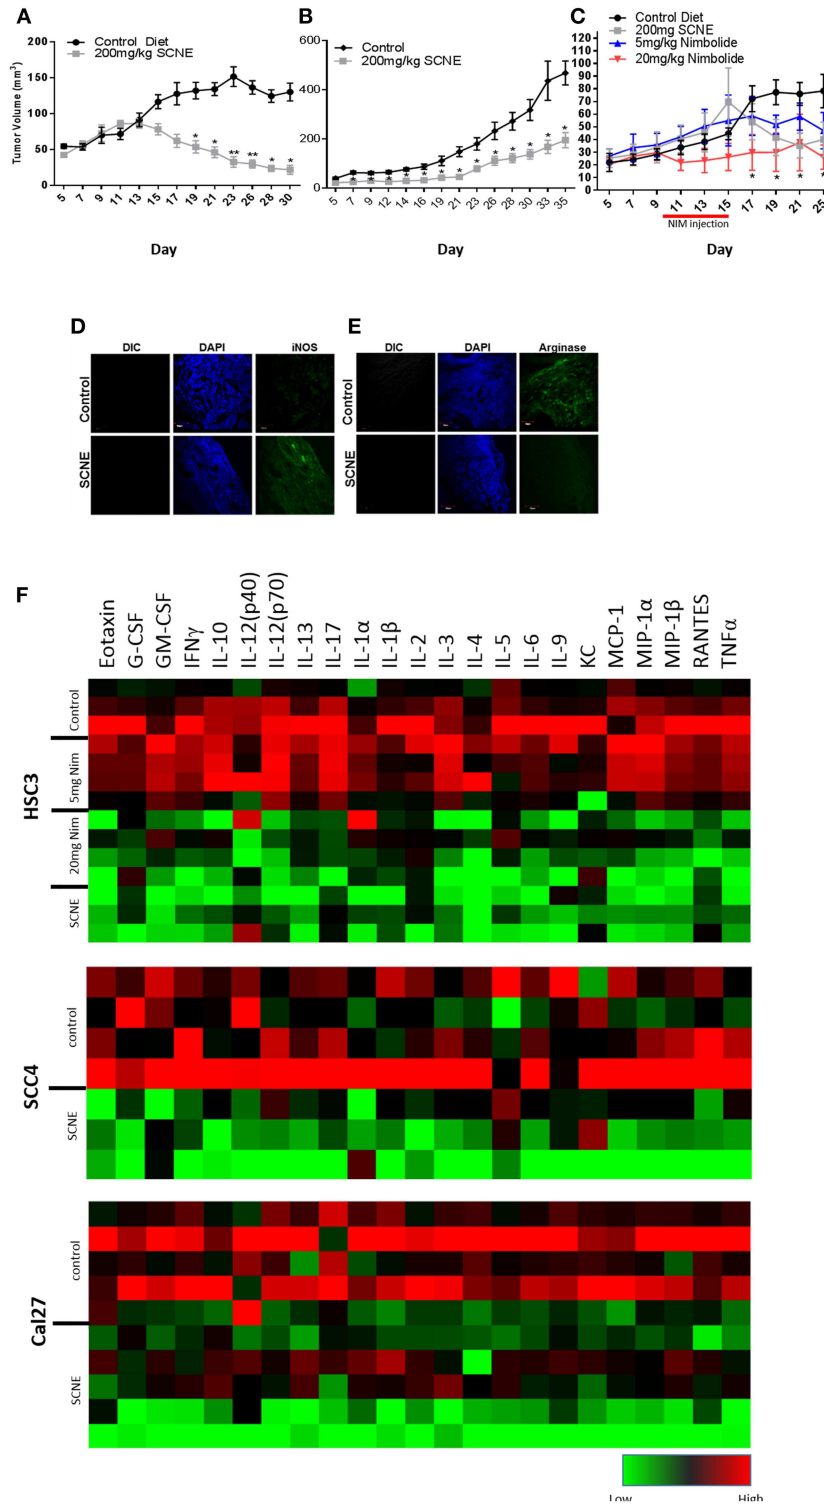 A
Control Diet
200mg/kg SCNE
Tumor Volume (mm3)
200
150
100
50
0
5 7 9 11 13 15 17 19 21 23 26 28 30
* * ** ** * *
Day
B
Control
200mg/kg SCNE
600
400
200
0
5 7 9 12 14 16 19 21 23 26 28 30 33 35
* * * * * * * * * * * * *
Day
C
Control Diet
200mg SCNE
5mg/kg Nimbolide
20mg/kg Nimbolide
120
110
100
90
80
70
60
50
40
30
20
10
0
5 7 9 11 13 15 17 19 21 25
* * * *
NIM injection
Day
D
DIC DAPI iNOS
Control
SCNE
E
DIC DAPI Arginase
Control
SCNE
F
Eotaxin
G-CSF
GM-CSF
IFNγ
IL-10
IL-12(p40)
IL-12(p70)
IL-13
IL-17
IL-1α
IL-1β
IL-2
IL-3
IL-4
IL-5
IL-6
IL-9
KC
MCP-1
MIP-1α
MIP-1β
RANTES
TNFα
HSC3
Control
5mg Nim
20mg Nim
SCNE
SCC4
control
SCNE
Cal27
control
SCNE
Low High